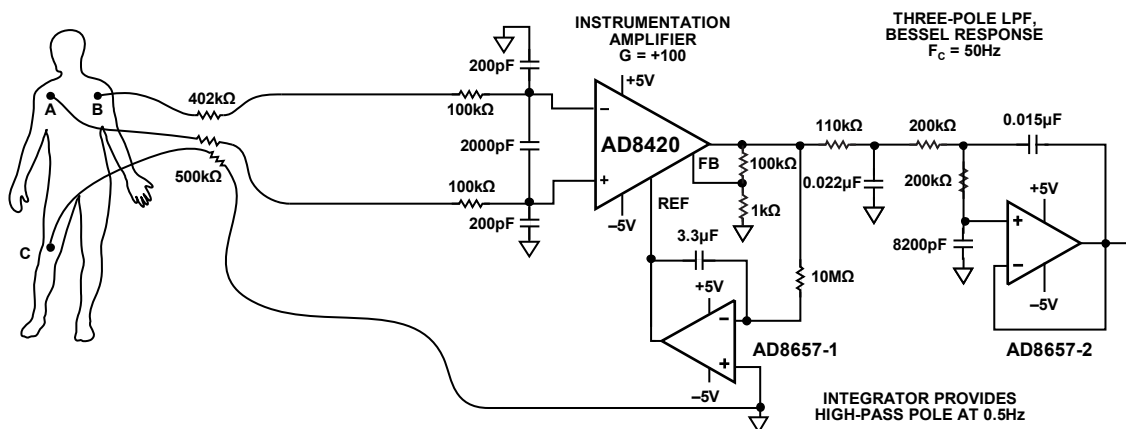 INSTRUMENTATION
AMPLIFIER
G = +100
THREE-POLE LPF,
BESSEL RESPONSE
F_C = 50Hz
A
B
C
402kΩ
500kΩ
100kΩ
100kΩ
200pF
2000pF
200pF
+5V
−
AD8420
+
–5V
FB
REF
100kΩ
1kΩ
3.3µF
10MΩ
+5V
−
+
–5V
AD8657-1
110kΩ
0.022µF
200kΩ
200kΩ
0.015µF
8200pF
+5V
+
−
–5V
AD8657-2
INTEGRATOR PROVIDES
HIGH-PASS POLE AT 0.5Hz